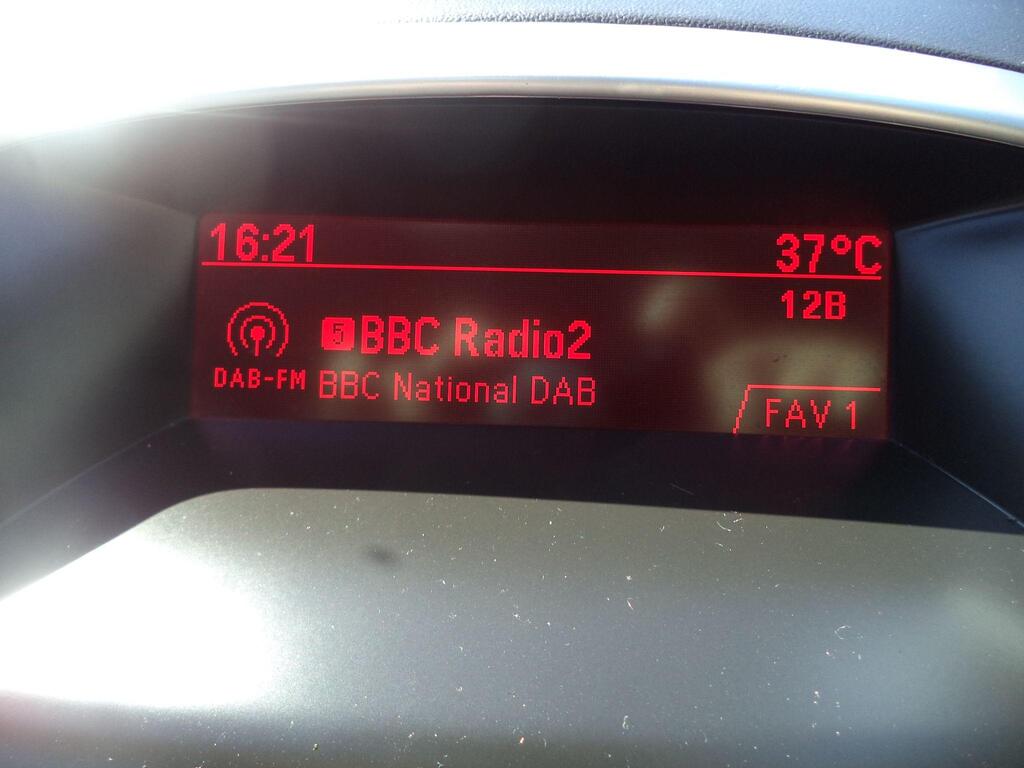 16:21 37°C
12B
5 BBC Radio2
DAB-FM BBC National DAB
FAV 1